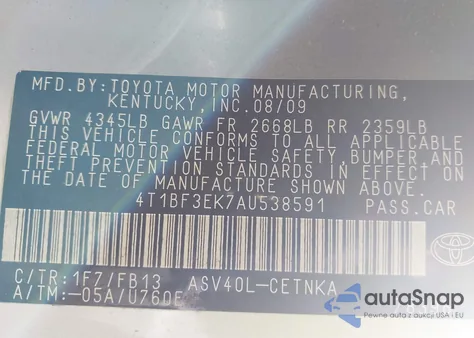 MFD.BY:TOYOTA MOTOR MANUFACTURING,
KENTUCKY,INC.08/09
GVWR 4345LB GAWR FR 2668LB RR 2359LB
THIS VEHICLE CONFORMS TO ALL APPLICABLE
FEDERAL MOTOR VEHICLE SAFETY,BUMPER,AND
THEFT PREVENTION STANDARDS IN EFFECT ON
THE DATE OF MANUFACTURE SHOWN ABOVE.
4T1BF3EK7AU538591 PASS.CAR
C/TR:1F7/FB13 ASV40L-CETNKA
A/TM:-05A/U760E
TOYOTA
autoSnap
Pewne auta z aukcji USA i EU